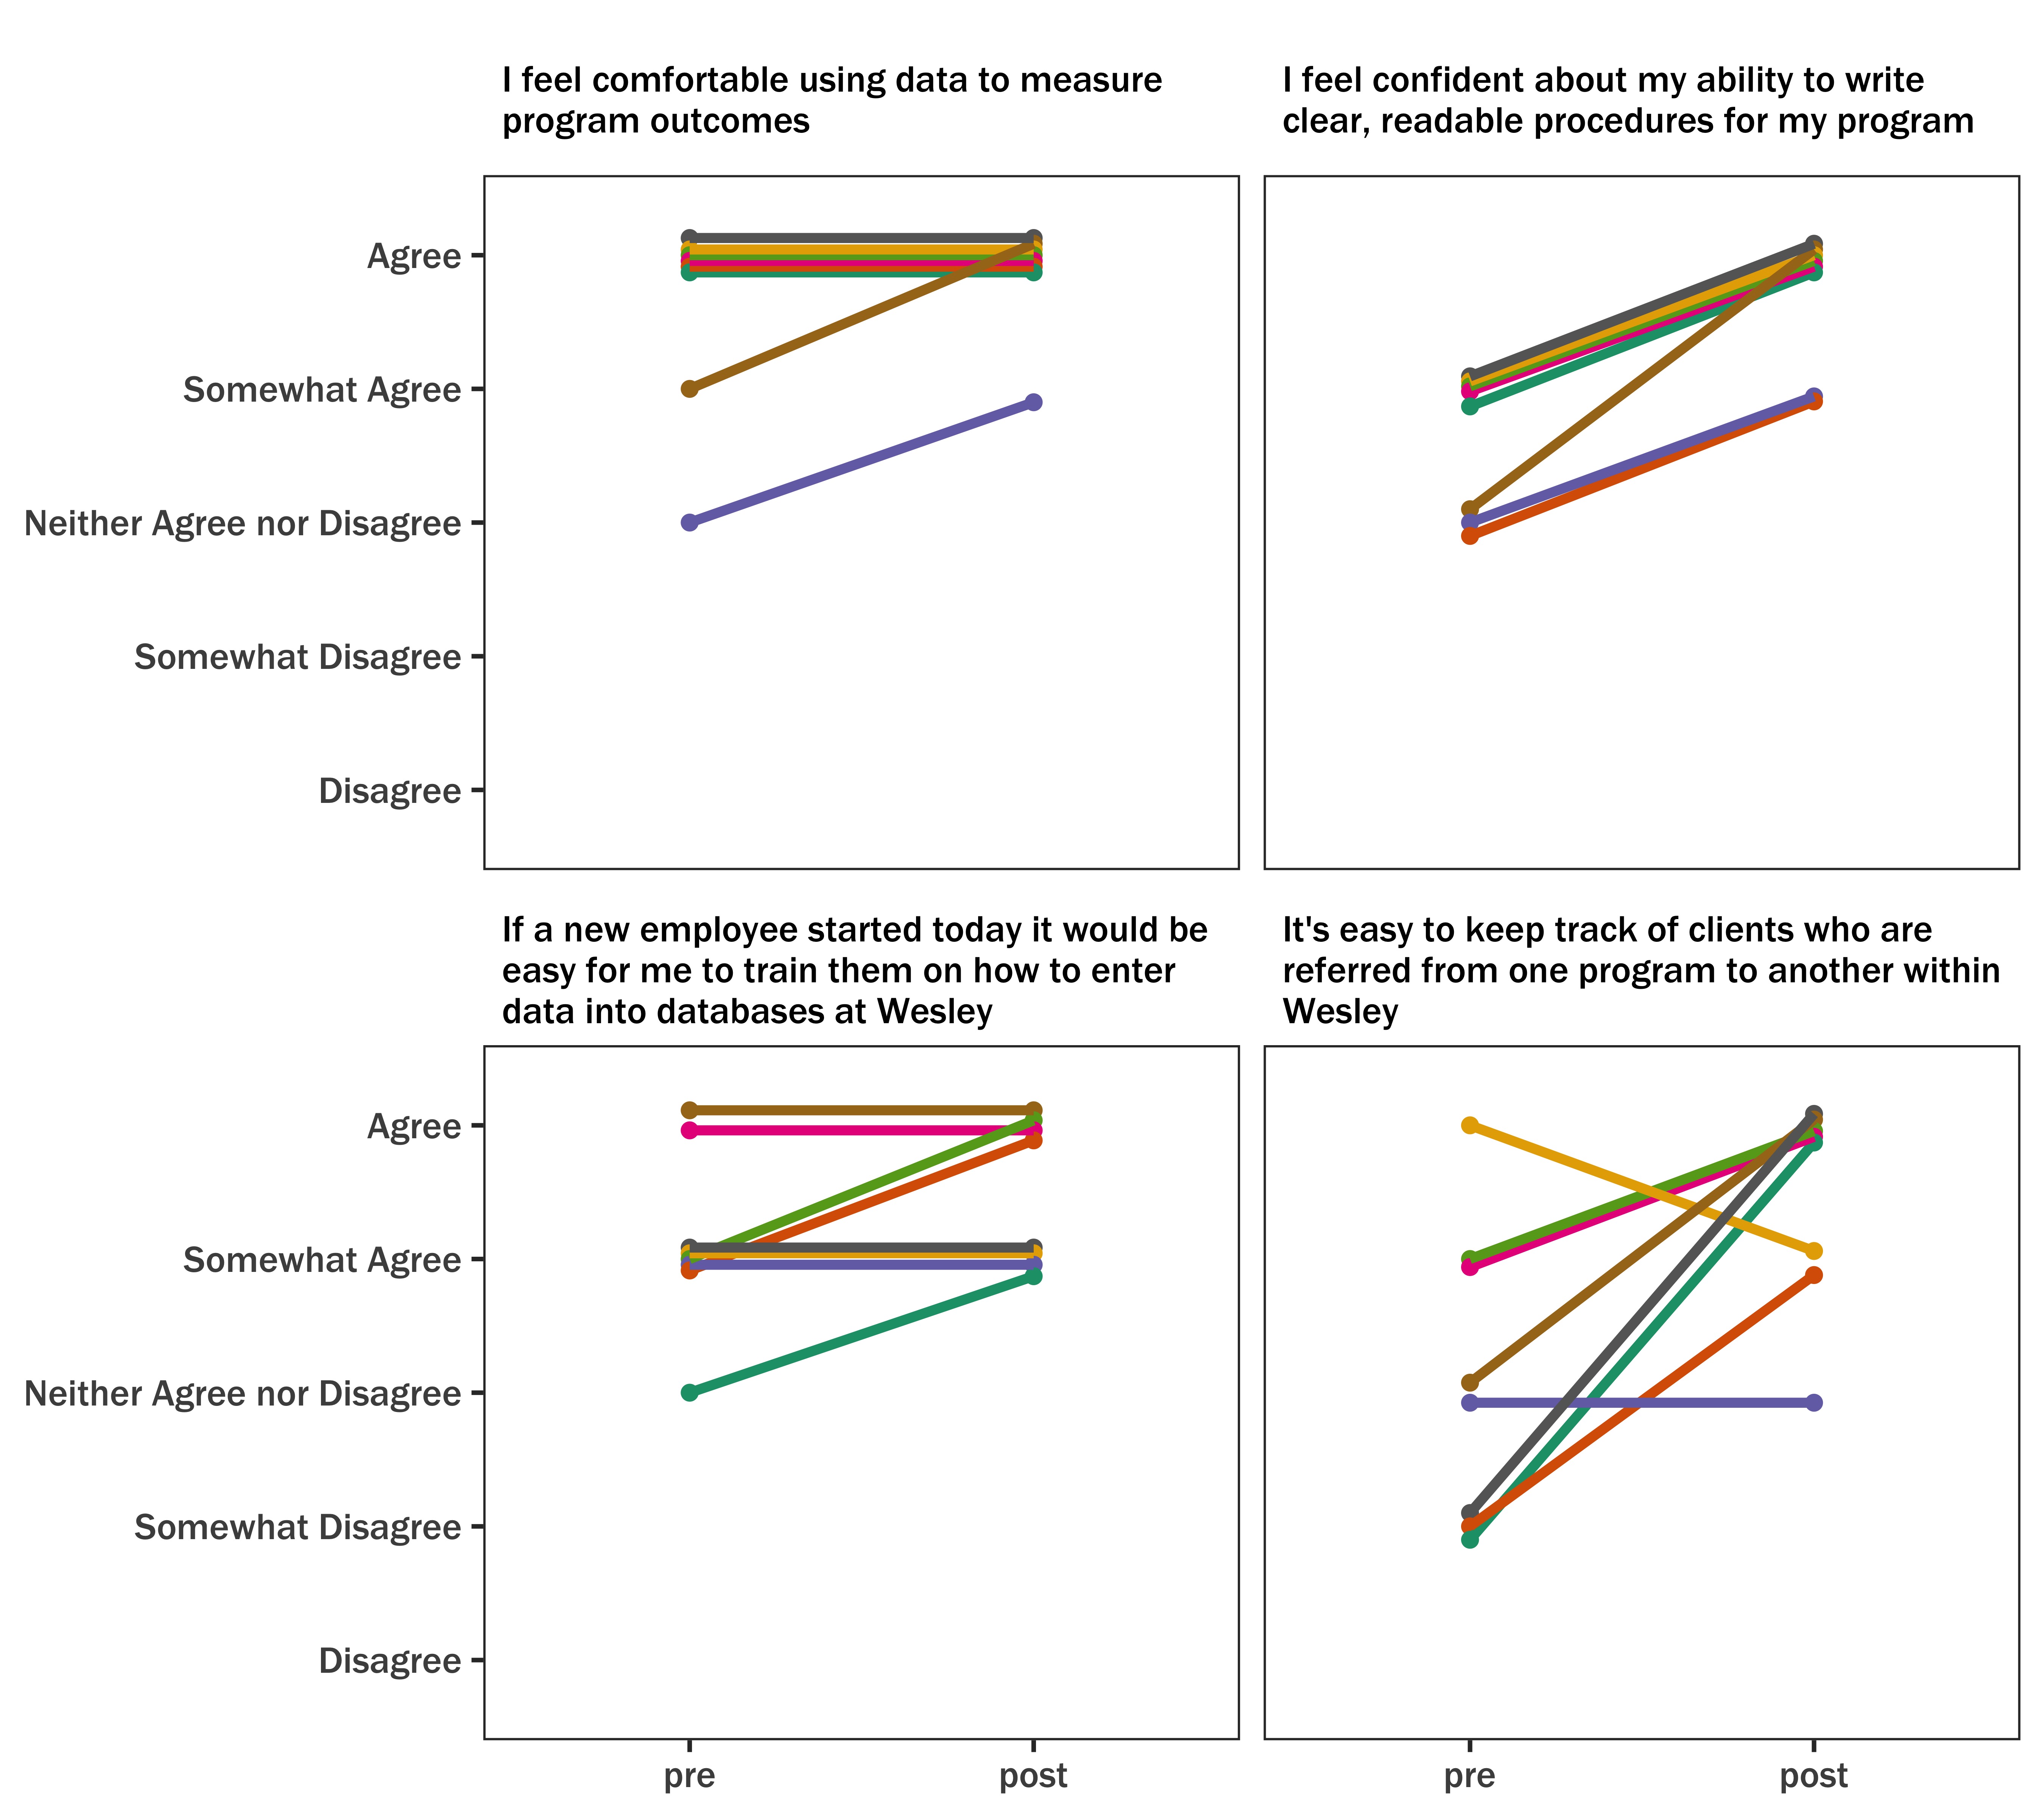 I feel comfortable using data to measure
program outcomes
I feel confident about my ability to write
clear, readable procedures for my program
Agree
Somewhat Agree
Neither Agree nor Disagree
Somewhat Disagree
Disagree
If a new employee started today it would be
easy for me to train them on how to enter
data into databases at Wesley
It's easy to keep track of clients who are
referred from one program to another within
Wesley
Agree
Somewhat Agree
Neither Agree nor Disagree
Somewhat Disagree
Disagree
pre
post
pre
post